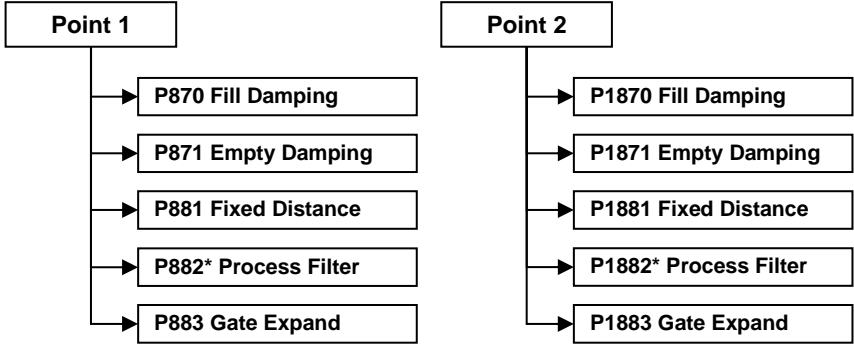 Point 1
P870 Fill Damping
P871 Empty Damping
P881 Fixed Distance
P882* Process Filter
P883 Gate Expand
Point 2
P1870 Fill Damping
P1871 Empty Damping
P1881 Fixed Distance
P1882* Process Filter
P1883 Gate Expand